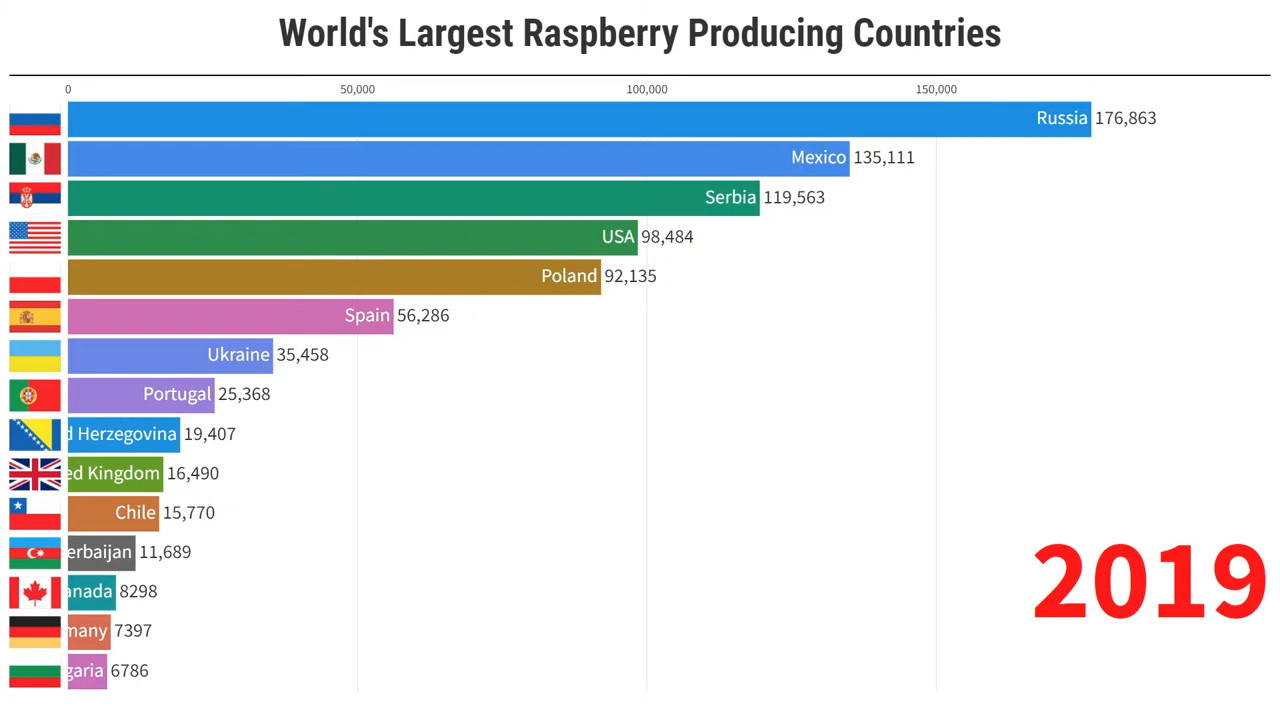 World's Largest Raspberry Producing Countries
0 50,000 100,000 150,000
Russia 176,863
Mexico 135,111
Serbia 119,563
USA 98,484
Poland 92,135
Spain 56,286
Ukraine 35,458
Portugal 25,368
d Herzegovina 19,407
ed Kingdom 16,490
Chile 15,770
erbaijan 11,689
anada 8298
many 7397
garia 6786
2019